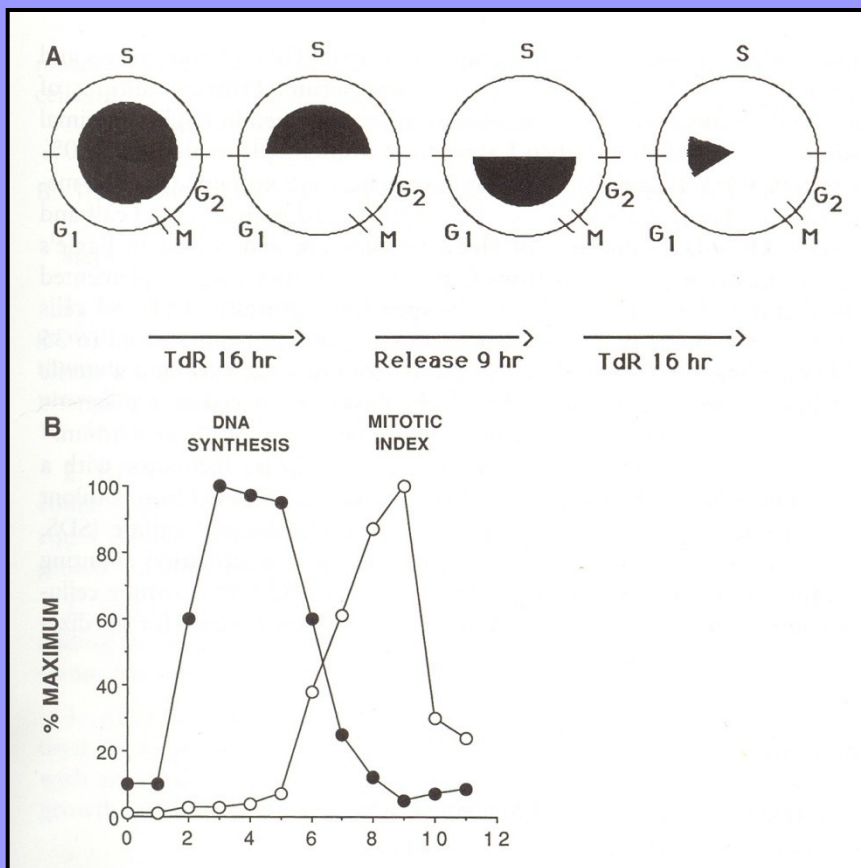 A
S
S
S
S
G1
M
G2
G1
M
G2
G1
M
G2
G1
M
G2
TdR 16 hr
Release 9 hr
TdR 16 hr
B
DNA
SYNTHESIS
MITOTIC
INDEX
% MAXIMUM
100
80
60
40
20
0
0
2
4
6
8
10
12